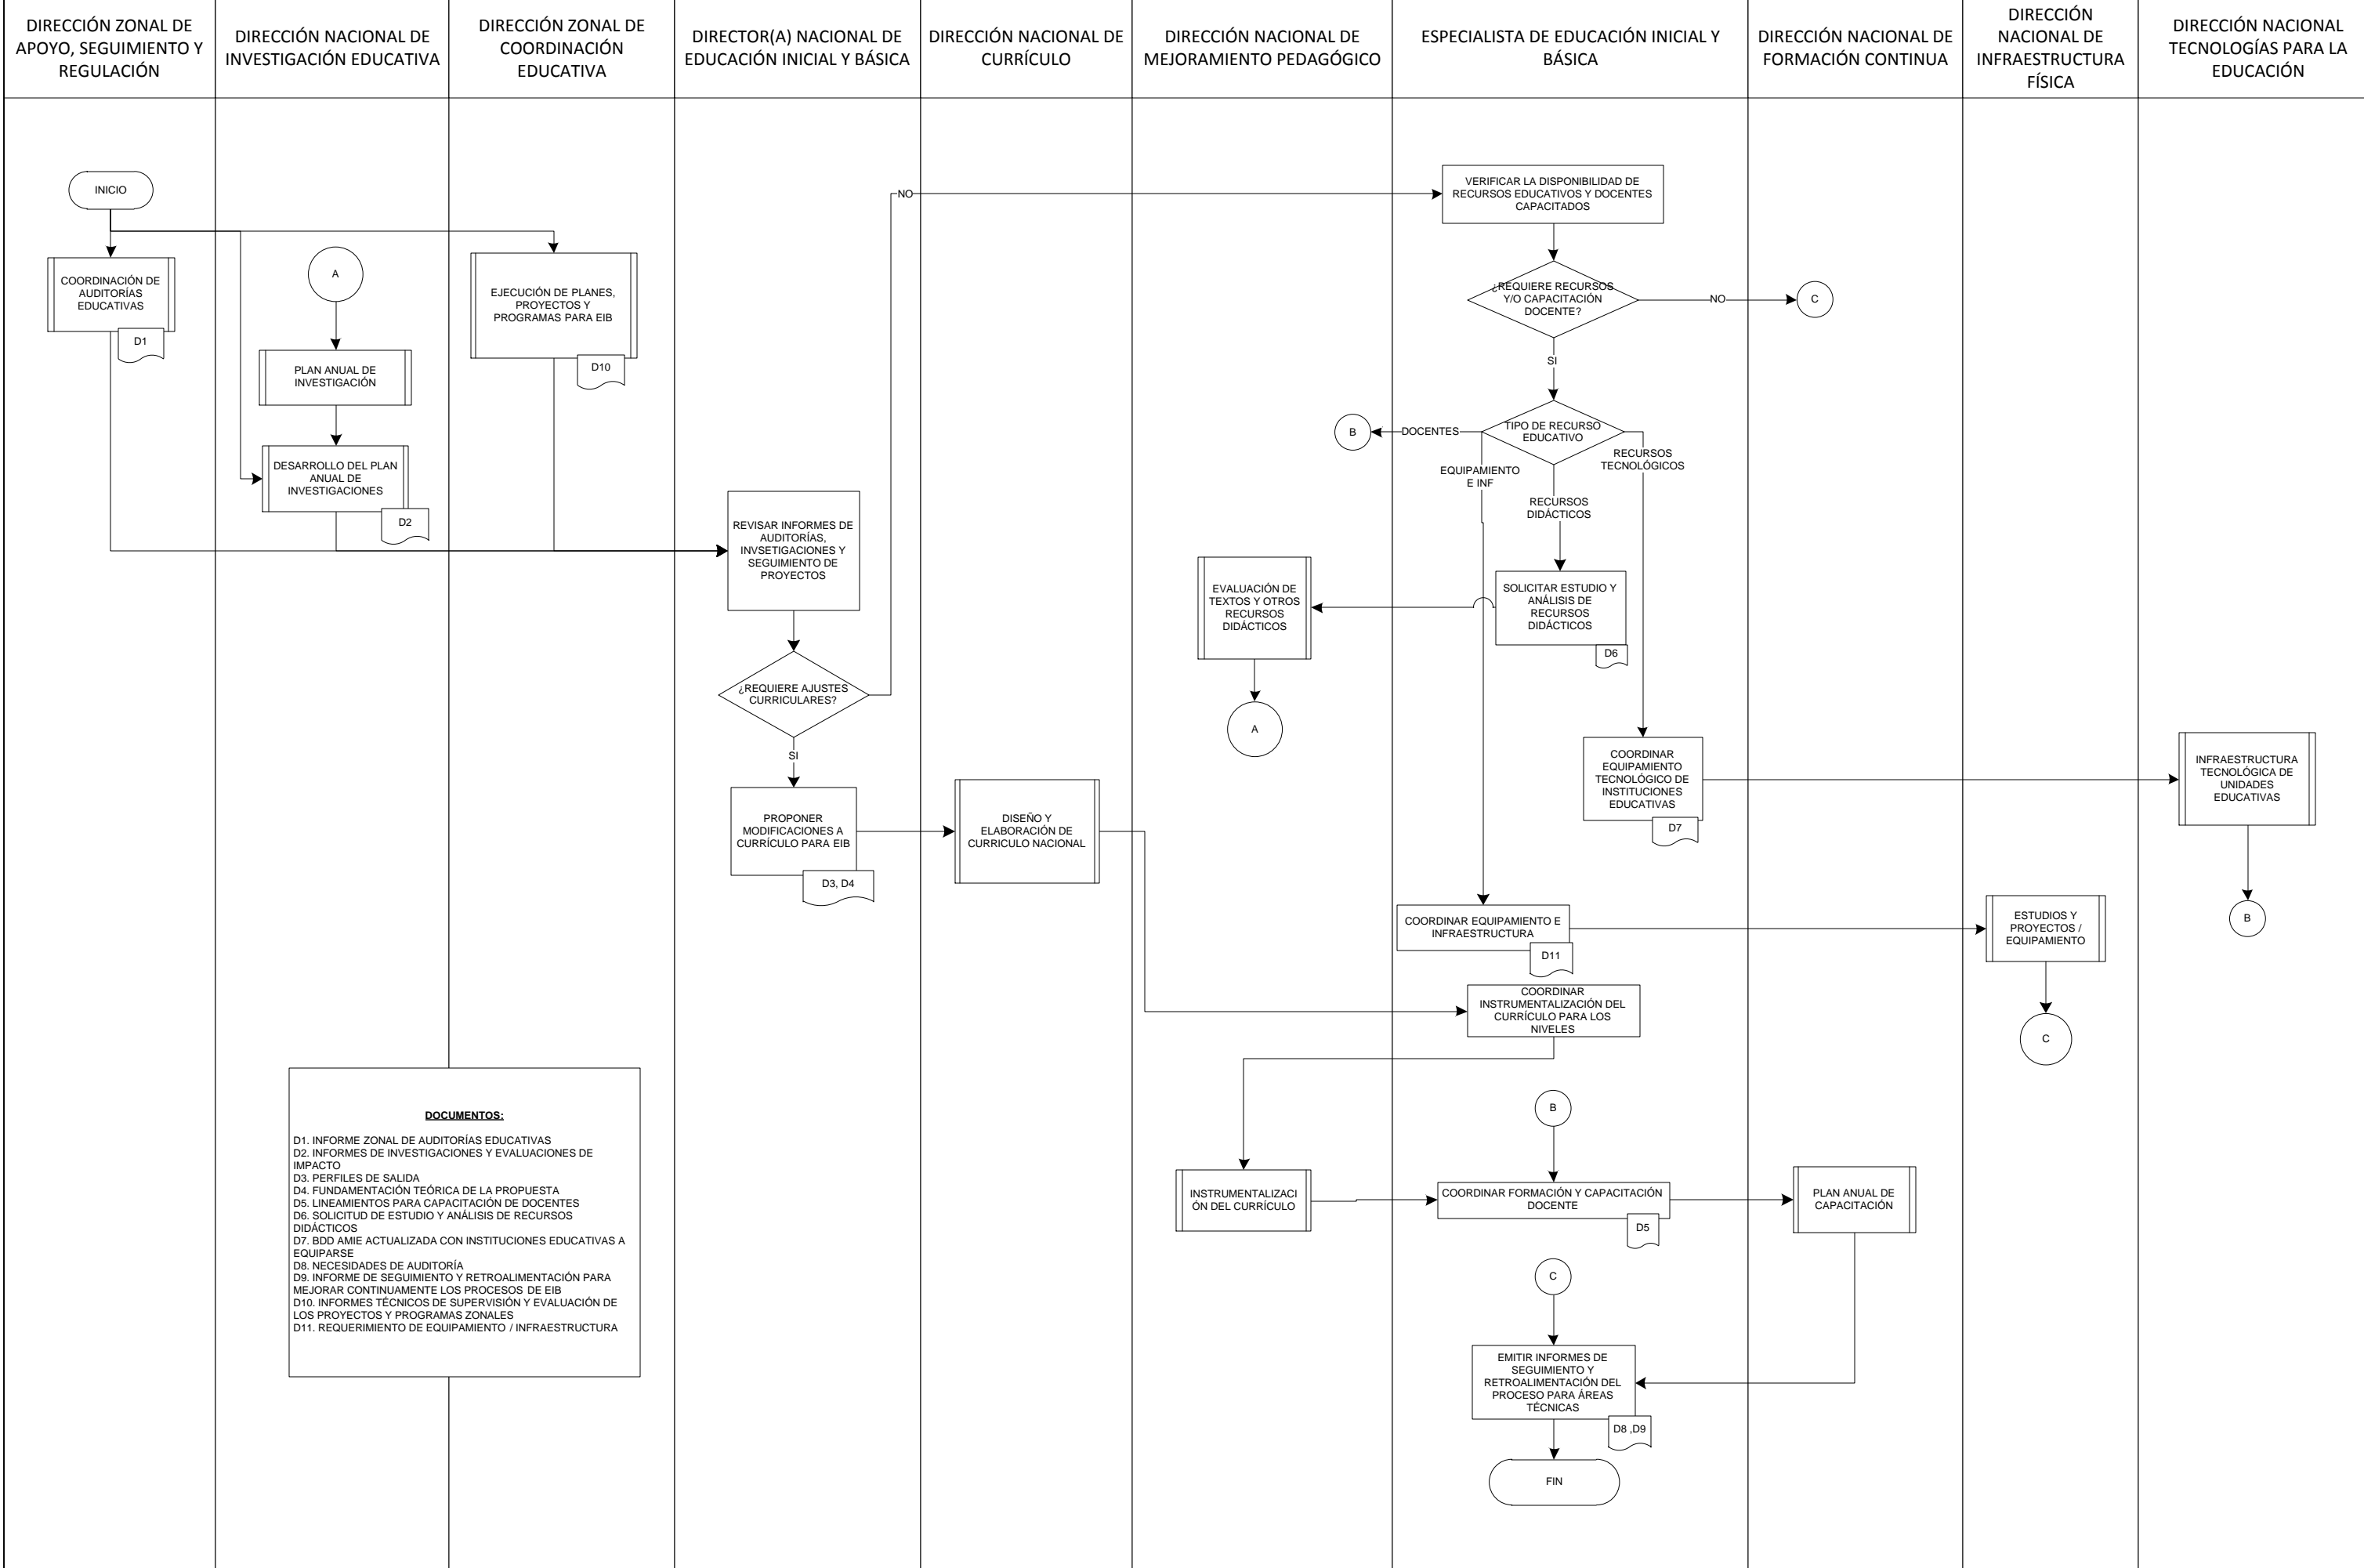 DIRECCIÓN ZONAL DE
APOYO, SEGUIMIENTO Y
REGULACIÓN
DIRECCIÓN NACIONAL DE
INVESTIGACIÓN EDUCATIVA
DIRECCIÓN ZONAL DE
COORDINACIÓN
EDUCATIVA
DIRECTOR(A) NACIONAL DE
EDUCACIÓN INICIAL Y BÁSICA
DIRECCIÓN NACIONAL DE
CURRÍCULO
DIRECCIÓN NACIONAL DE
MEJORAMIENTO PEDAGÓGICO
ESPECIALISTA DE EDUCACIÓN INICIAL Y
BÁSICA
DIRECCIÓN NACIONAL DE
FORMACIÓN CONTINUA
DIRECCIÓN
NACIONAL DE
INFRAESTRUCTURA
FÍSICA
DIRECCIÓN NACIONAL
TECNOLOGÍAS PARA LA
EDUCACIÓN
INICIO
COORDINACIÓN DE
AUDITORÍAS
EDUCATIVAS
D1
A
PLAN ANUAL DE
INVESTIGACIÓN
DESARROLLO DEL PLAN
ANUAL DE
INVESTIGACIONES
D2
EJECUCIÓN DE PLANES,
PROYECTOS Y
PROGRAMAS PARA EIB
D10
REVISAR INFORMES DE
AUDITORÍAS,
INVSETIGACIONES Y
SEGUIMIENTO DE
PROYECTOS
¿REQUIERE AJUSTES
CURRICULARES?
NO
SI
PROPONER
MODIFICACIONES A
CURRÍCULO PARA EIB
D3, D4
DISEÑO Y
ELABORACIÓN DE
CURRICULO NACIONAL
VERIFICAR LA DISPONIBILIDAD DE
RECURSOS EDUCATIVOS Y DOCENTES
CAPACITADOS
¿REQUIERE RECURSOS
Y/O CAPACITACIÓN
DOCENTE?
NO
C
SI
TIPO DE RECURSO
EDUCATIVO
DOCENTES
B
EQUIPAMIENTO
E INF
RECURSOS
DIDÁCTICOS
RECURSOS
TECNOLÓGICOS
SOLICITAR ESTUDIO Y
ANÁLISIS DE
RECURSOS
DIDÁCTICOS
D6
EVALUACIÓN DE
TEXTOS Y OTROS
RECURSOS
DIDÁCTICOS
A
COORDINAR
EQUIPAMIENTO
TECNOLÓGICO DE
INSTITUCIONES
EDUCATIVAS
D7
INFRAESTRUCTURA
TECNOLÓGICA DE
UNIDADES
EDUCATIVAS
B
COORDINAR EQUIPAMIENTO E
INFRAESTRUCTURA
D11
ESTUDIOS Y
PROYECTOS /
EQUIPAMIENTO
C
COORDINAR
INSTRUMENTALIZACIÓN DEL
CURRÍCULO PARA LOS
NIVELES
INSTRUMENTALIZACI
ÓN DEL CURRÍCULO
B
COORDINAR FORMACIÓN Y CAPACITACIÓN
DOCENTE
D5
PLAN ANUAL DE
CAPACITACIÓN
C
EMITIR INFORMES DE
SEGUIMIENTO Y
RETROALIMENTACIÓN DEL
PROCESO PARA ÁREAS
TÉCNICAS
D8 ,D9
FIN
DOCUMENTOS:
D1. INFORME ZONAL DE AUDITORÍAS EDUCATIVAS
D2. INFORMES DE INVESTIGACIONES Y EVALUACIONES DE
IMPACTO
D3. PERFILES DE SALIDA
D4. FUNDAMENTACIÓN TEÓRICA DE LA PROPUESTA
D5. LINEAMIENTOS PARA CAPACITACIÓN DE DOCENTES
D6. SOLICITUD DE ESTUDIO Y ANÁLISIS DE RECURSOS
DIDÁCTICOS
D7. BDD AMIE ACTUALIZADA CON INSTITUCIONES EDUCATIVAS A
EQUIPARSE
D8. NECESIDADES DE AUDITORÍA
D9. INFORME DE SEGUIMIENTO Y RETROALIMENTACIÓN PARA
MEJORAR CONTINUAMENTE LOS PROCESOS DE EIB
D10. INFORMES TÉCNICOS DE SUPERVISIÓN Y EVALUACIÓN DE
LOS PROYECTOS Y PROGRAMAS ZONALES
D11. REQUERIMIENTO DE EQUIPAMIENTO / INFRAESTRUCTURA